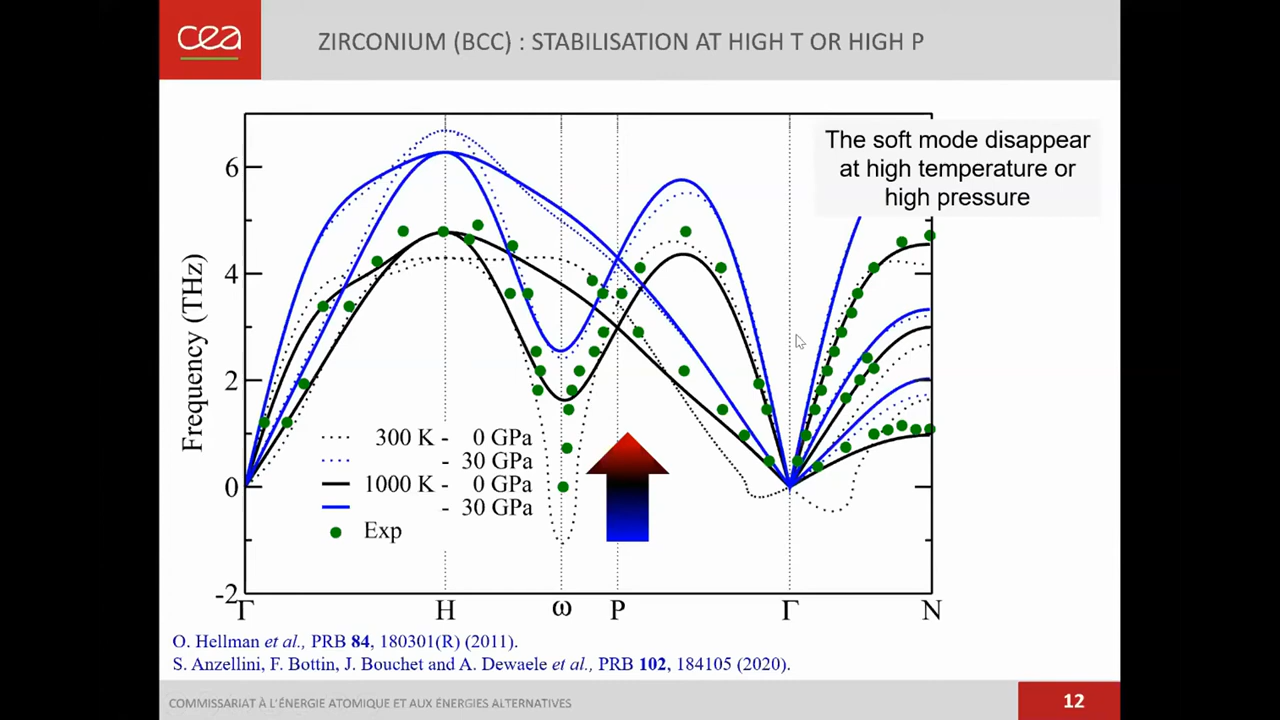 cea
ZIRCONIUM (BCC) : STABILISATION AT HIGH T OR HIGH P
The soft mode disappear
at high temperature or
high pressure
Frequency (THz)
6
4
2
0
-2
300 K - 0 GPa
- 30 GPa
1000 K - 0 GPa
- 30 GPa
Exp
Γ H ω P Γ N
O. Hellman et al., PRB 84, 180301(R) (2011).
S. Anzellini, F. Bottin, J. Bouchet and A. Dewaele et al., PRB 102, 184105 (2020).
COMMISSARIAT À L'ÉNERGIE ATOMIQUE ET AUX ÉNERGIES ALTERNATIVES
12